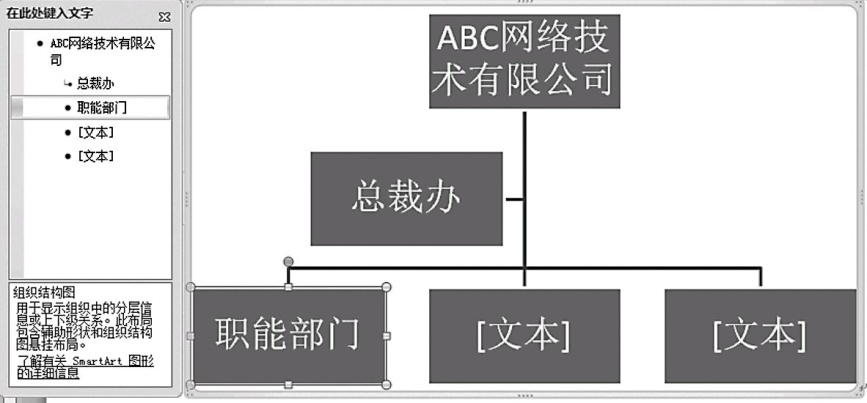 在此处键入文字
ABC网络技术有限公
司
总裁办
职能部门
[文本]
[文本]
组织结构图
用于显示组织中的分层信
息或上下级关系。此布局
包含辅助形状和组织结构
图悬挂布局。
了解有关 SmartArt 图形
的详细信息
ABC网络技
术有限公司
总裁办
职能部门
[文本]
[文本]